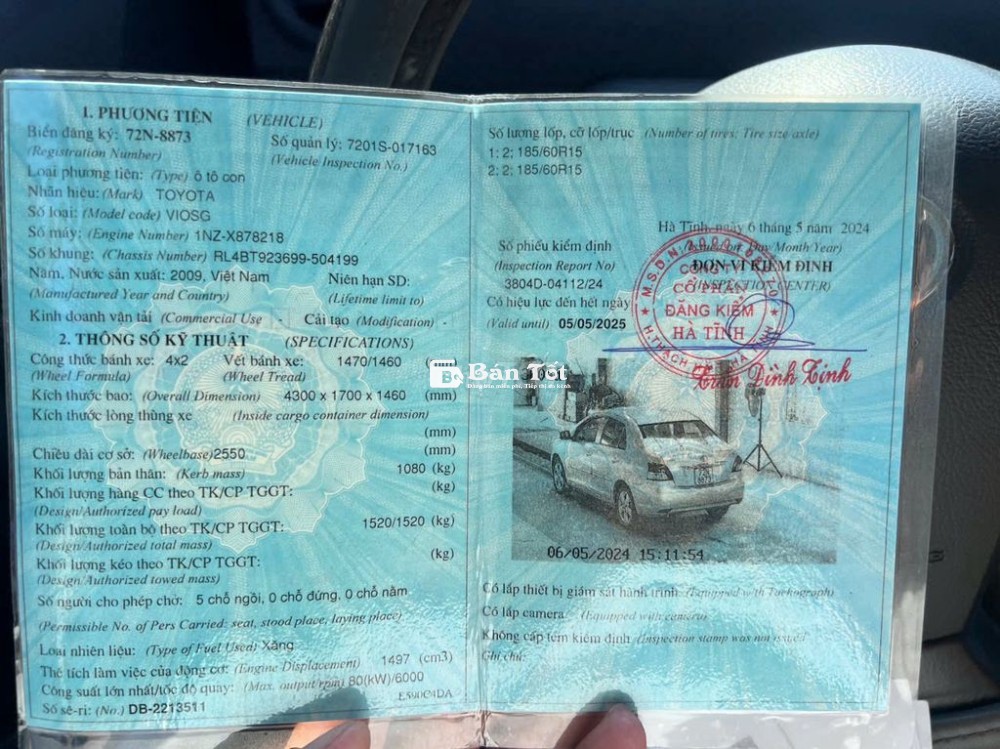 1. PHƯƠNG TIỆN (VEHICLE)
Biển đăng ký: 72N-8873 Số quản lý: 7201S-017163
(Registration Number) (Vehicle Inspection No.)
Loại phương tiện: (Type) ô tô con
Nhãn hiệu: (Mark) TOYOTA
Số loại: (Model code) VIOSG
Số máy: (Engine Number) 1NZ-X878218
Số khung: (Chassis Number) RL4BT923699-504199
Năm, Nước sản xuất: 2009, Việt Nam Niên hạn SD:
(Manufactured Year and Country) (Lifetime limit to)
Kinh doanh vận tải (Commercial Use - Cải tạo (Modification) -
2. THÔNG SỐ KỸ THUẬT (SPECIFICATIONS)
Công thức bánh xe: 4x2 Vết bánh xe: 1470/1460
(Wheel Formula) (Wheel Tread)
Kích thước bao: (Overall Dimension) 4300 x 1700 x 1460 (mm)
Kích thước lòng thùng xe (Inside cargo container dimension)
(mm)
Chiều dài cơ sở: (Wheelbase) 2550 (mm)
Khối lượng bản thân: (Kerb mass) 1080 (kg)
Khối lượng hàng CC theo TK/CP TGGT: (kg)
(Design/Authorized pay load)
Khối lượng toàn bộ theo TK/CP TGGT: 1520/1520 (kg)
(Design/Authorized total mass)
Khối lượng kéo theo TK/CP TGGT: (kg)
(Design/Authorized towed mass)
Số người cho phép chở: 5 chỗ ngồi, 0 chỗ đứng, 0 chỗ nằm
(Permissible No. of Pers Carried: seat, stood place, laying place)
Loại nhiên liệu: (Type of Fuel Used) Xăng
Thể tích làm việc của động cơ: (Engine Displacement) 1497 (cm3)
Công suất lớn nhất/tốc độ quay: (Max. output/rpm) 80(kW)/6000
Số sê-ri: (No.) DB-2213511
Số lượng lốp, cỡ lốp/trục (Number of tires: Tire size axle)
1: 2; 185/60R15
2: 2; 185/60R15
Hà Tĩnh, ngày 6 tháng 5 năm 2024
(Issued on: Day Month Year)
Số phiếu kiểm định ĐƠN VỊ KIỂM ĐỊNH
(Inspection Report No) (INSPECTION CENTER)
3804D-04112/24
Có hiệu lực đến hết ngày
(Valid until) 05/05/2025
CÔNG TY
CỔ PHẦN
ĐĂNG KIỂM
HÀ TĨNH
Trần Đình Tính
Bán Tốt
06/05/2024 15:11:54
Có lắp thiết bị giám sát hành trình (Equipped with Tachograph)
Có lắp camera (Equipped with camera)
Không cấp tem kiểm định (Inspection stamp was not issued
Ghi chú: